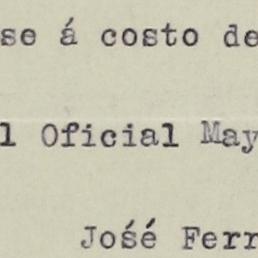 se á costo de
l Oficial May
José Ferr